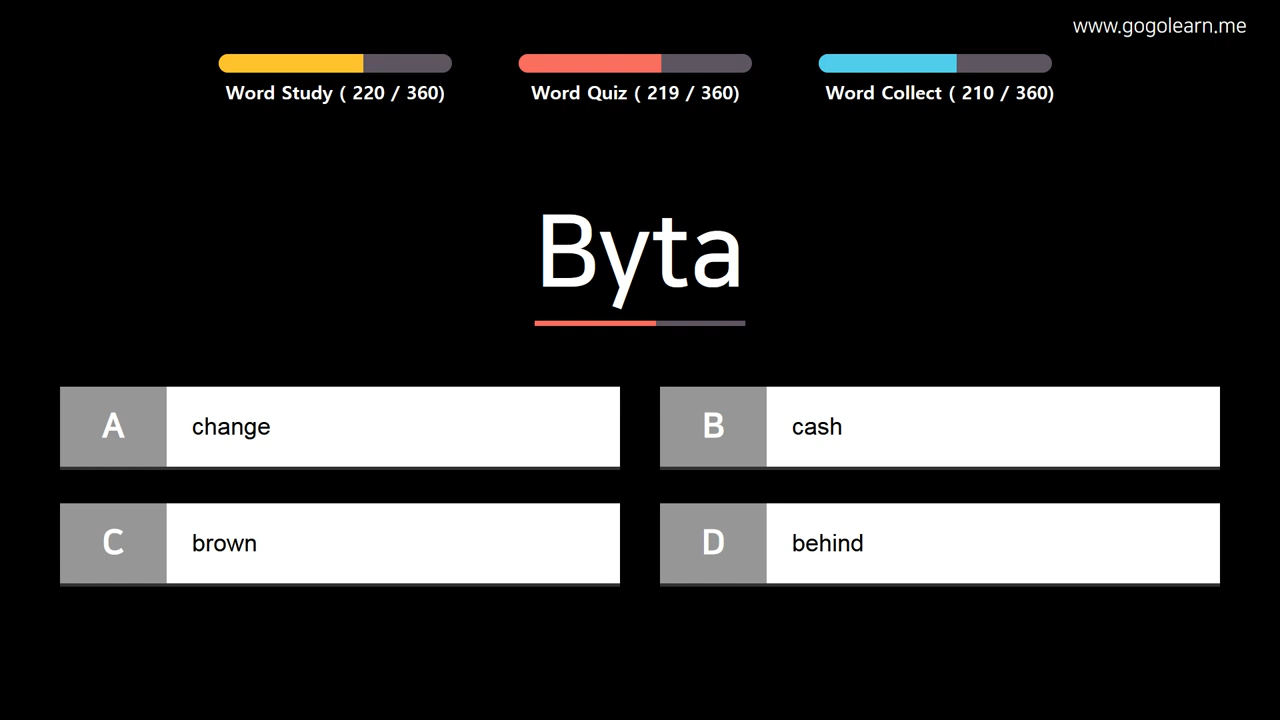 www.gogolearn.me
Word Study ( 220 / 360)
Word Quiz ( 219 / 360)
Word Collect ( 210 / 360)
Byta
A change
B cash
C brown
D behind